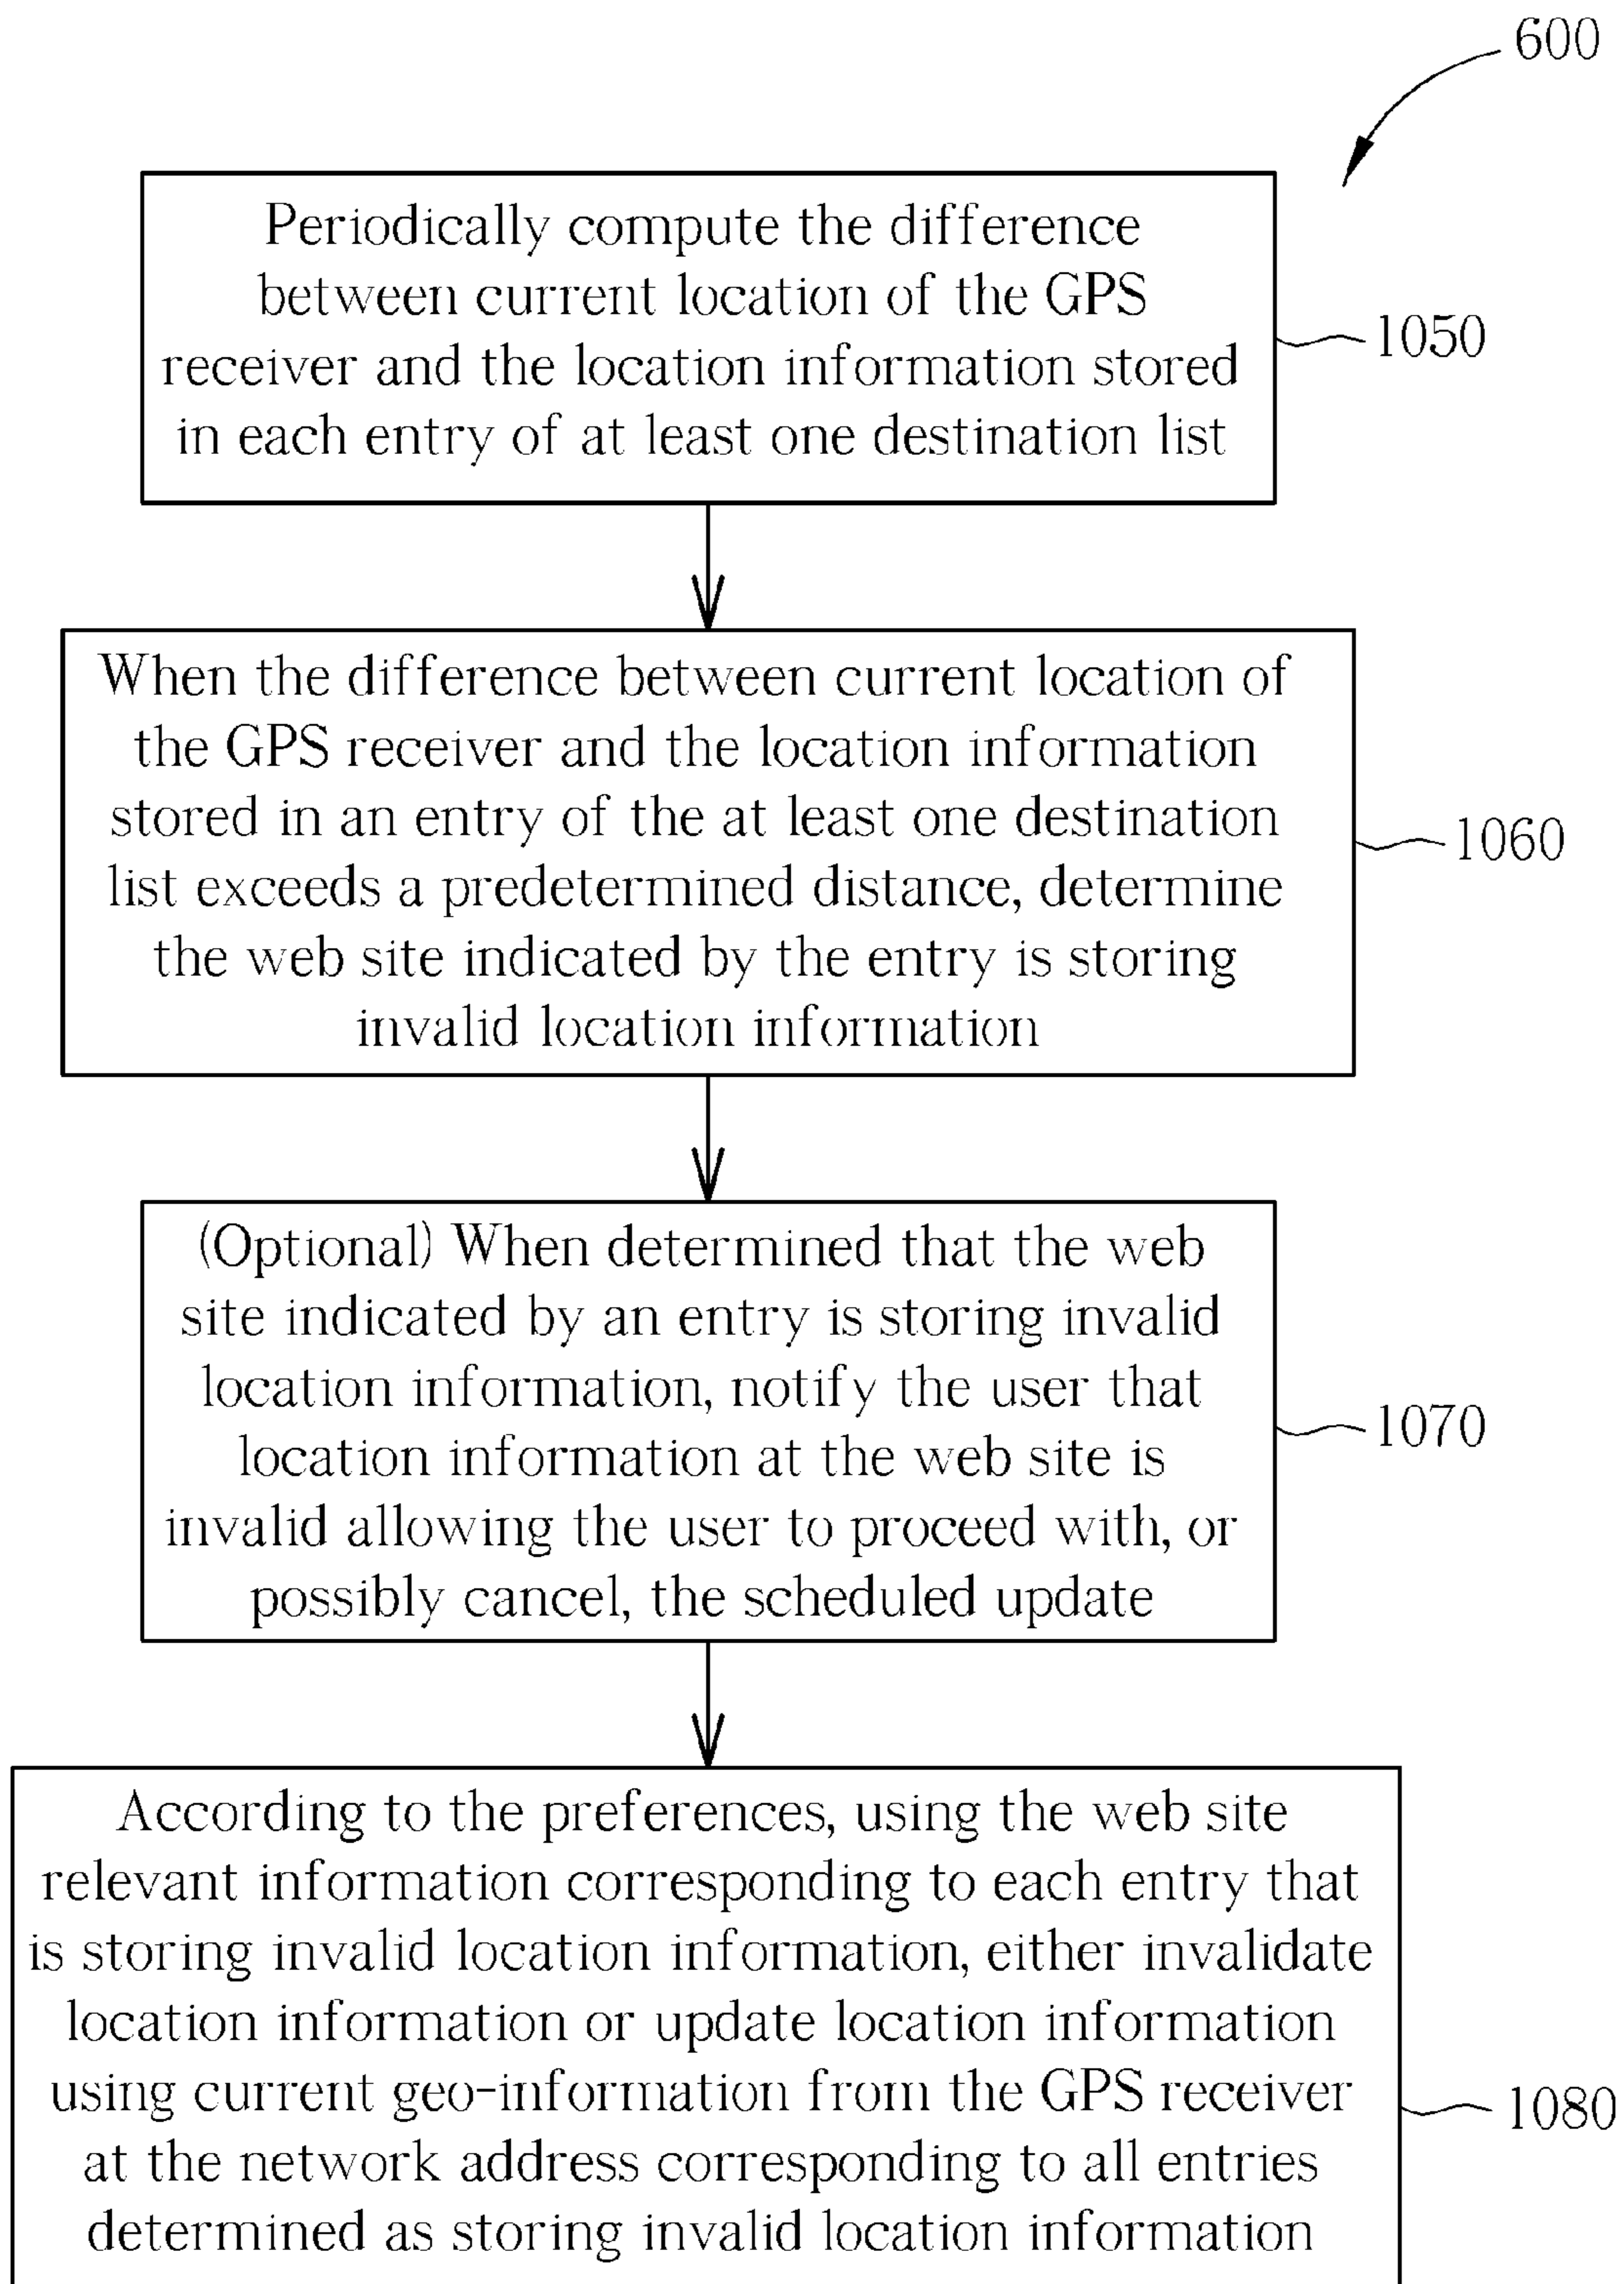 600
Periodically compute the difference
between current location of the GPS
receiver and the location information stored
in each entry of at least one destination list
1050
When the difference between current location of
the GPS receiver and the location information
stored in an entry of the at least one destination
list exceeds a predetermined distance, determine
the web site indicated by the entry is storing
invalid location information
1060
(Optional) When determined that the web
site indicated by an entry is storing invalid
location information, notify the user that
location information at the web site is
invalid allowing the user to proceed with, or
possibly cancel, the scheduled update
1070
According to the preferences, using the web site
relevant information corresponding to each entry that
is storing invalid location information, either invalidate
location information or update location information
using current geo-information from the GPS receiver
at the network address corresponding to all entries
determined as storing invalid location information
1080